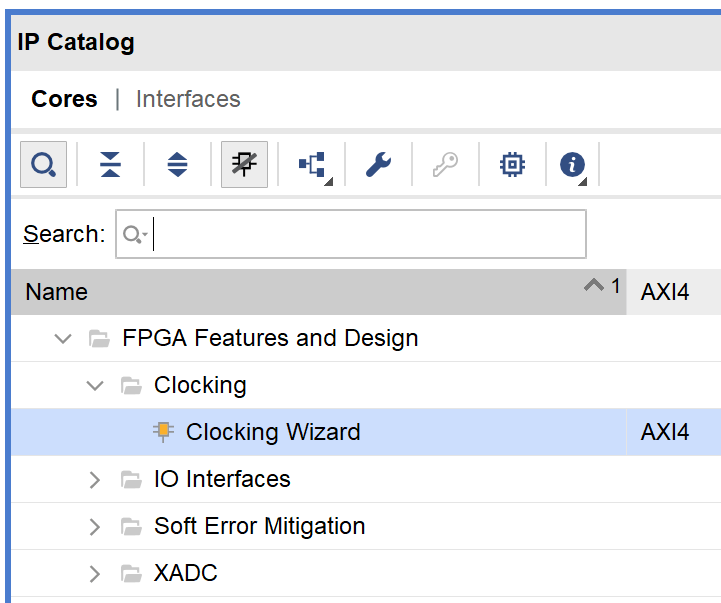 IP Catalog
Cores | Interfaces
Search:
Name 1 AXI4
FPGA Features and Design
Clocking
Clocking Wizard AXI4
IO Interfaces
Soft Error Mitigation
XADC